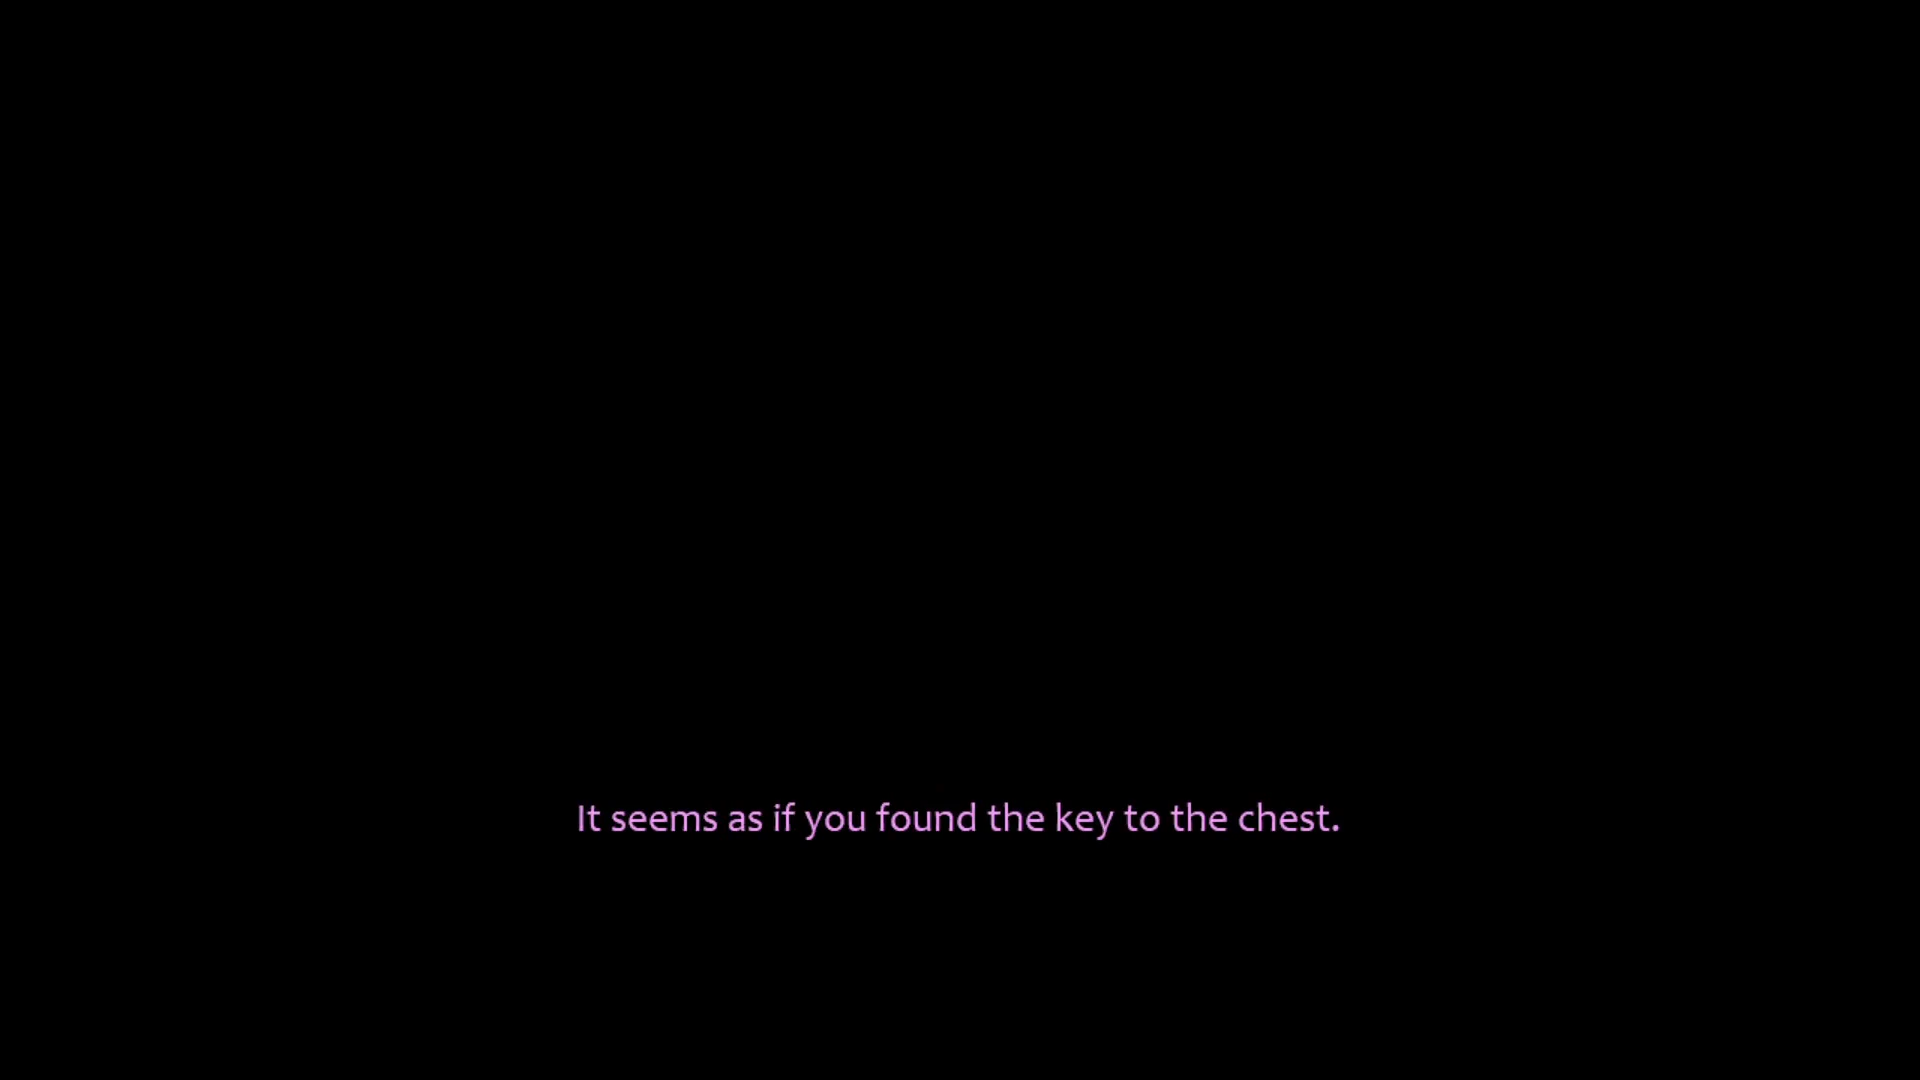 It seems as if you found the key to the chest.